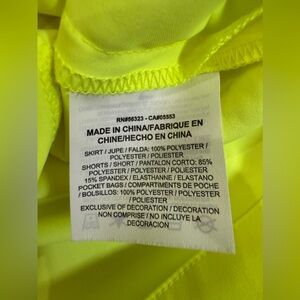 RN#56323 - CA#05553
MADE IN CHINA/FABRIQUE EN
CHINE/HECHO EN CHINA
SKIRT / JUPE / FALDA: 100% POLYESTER /
POLYESTER / POLIESTER
SHORTS / SHORT / PANTALON CORTO: 85%
POLYESTER / POLYESTER / POLIESTER
15% SPANDEX / ELASTHANNE / ELASTANO
POCKET BAGS / COMPARTIMENTS DE POCHE
/ BOLSILLOS: 100% POLYESTER /
POLYESTER / POLIESTER
EXCLUSIVE OF DECORATION / DECORATION
NON COMPRISE / NO INCLUYE LA
DECORACION